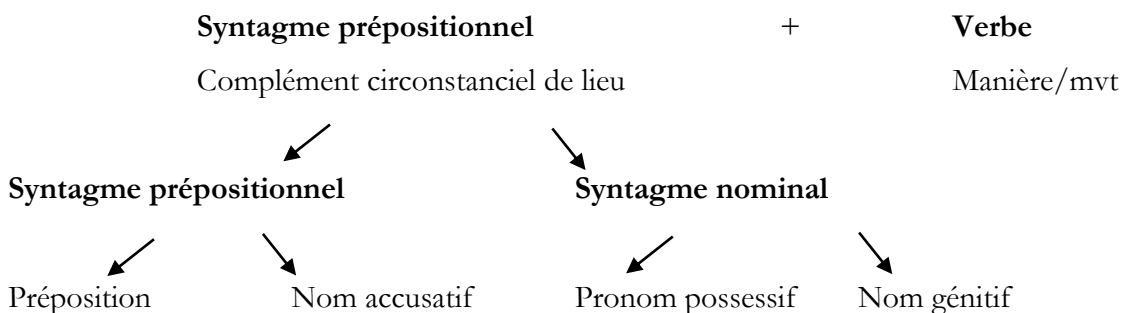 Syntagme prépositionnel + Verbe
Complément circonstanciel de lieu Manière/mvt
Syntagme prépositionnel Syntagme nominal
Préposition Nom accusatif Pronom possessif Nom génitif